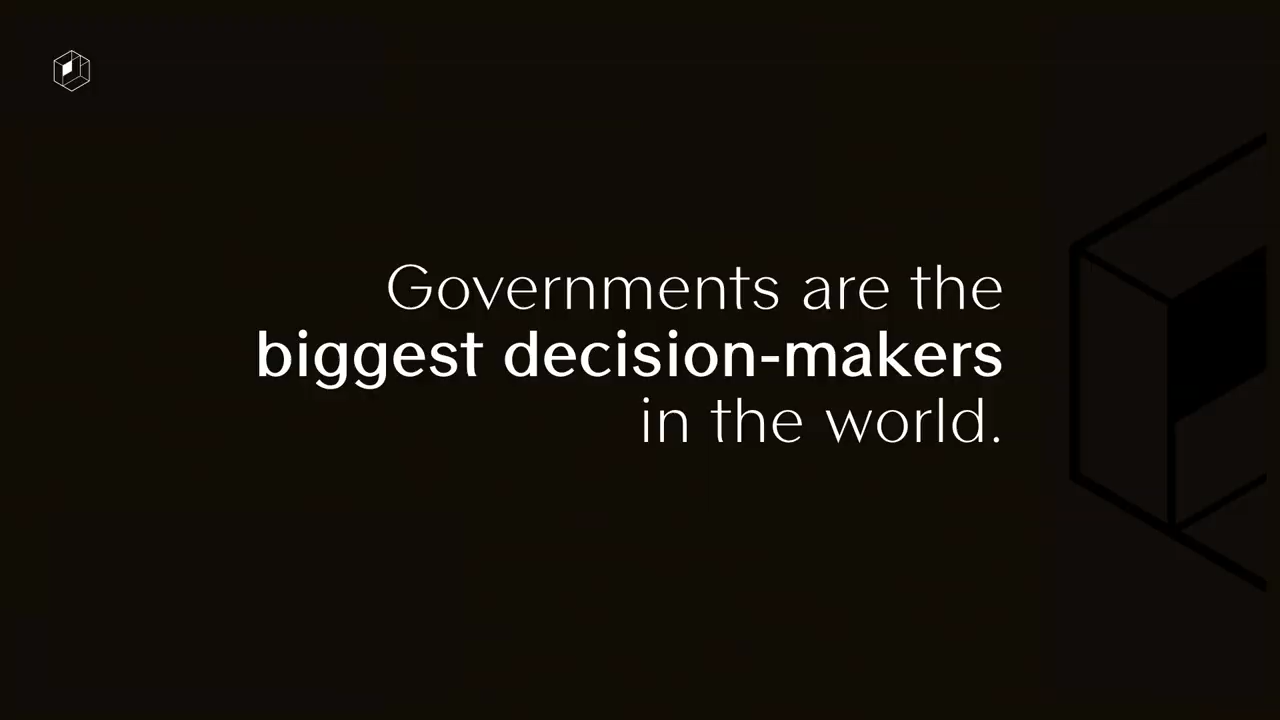 Governments are the
biggest decision-makers
in the world.